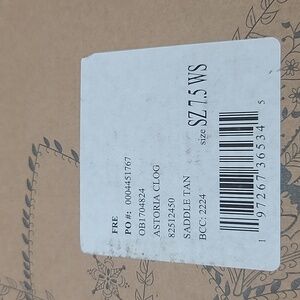 FRE
PO #: 0004451767
OB1704824
ASTORIA CLOG
82512450
SADDLE TAN
BCC: 2224
size SZ 7.5 WS
1 97267 36534 5